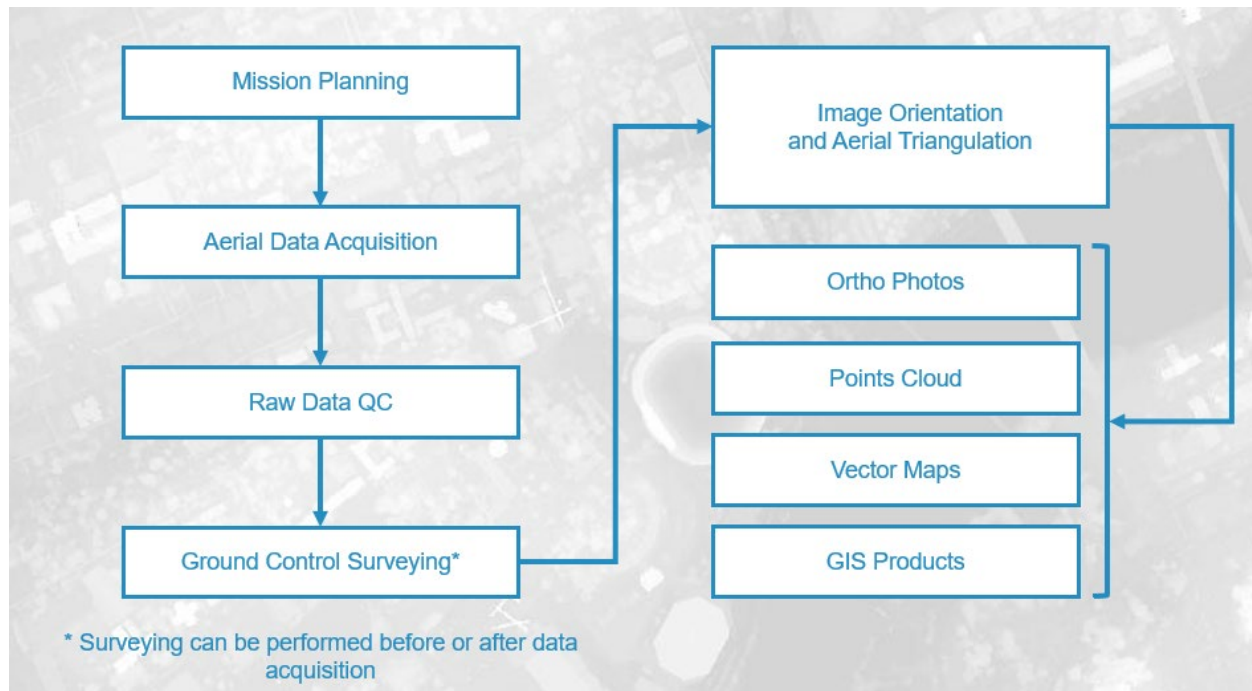 Mission Planning
Aerial Data Acquisition
Raw Data QC
Ground Control Surveying*
* Surveying can be performed before or after data
acquisition
Image Orientation
and Aerial Triangulation
Ortho Photos
Points Cloud
Vector Maps
GIS Products